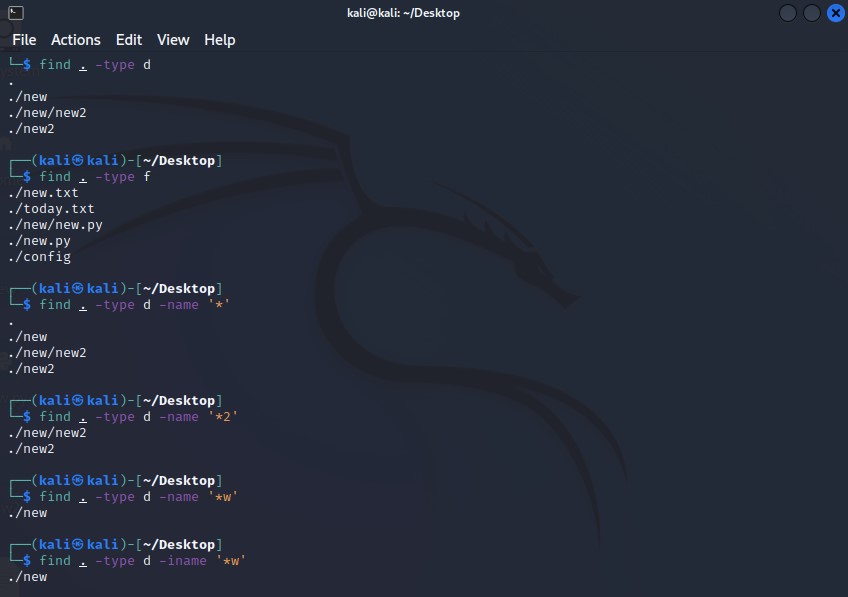 kali@kali: ~/Desktop
File Actions Edit View Help
└─$ find . -type d
.
./new
./new/new2
./new2
┌──(kali㉿kali)-[~/Desktop]
└─$ find . -type f
./new.txt
./today.txt
./new/new.py
./new.py
./config
┌──(kali㉿kali)-[~/Desktop]
└─$ find . -type d -name '*'
.
./new
./new/new2
./new2
┌──(kali㉿kali)-[~/Desktop]
└─$ find . -type d -name '*2'
./new/new2
./new2
┌──(kali㉿kali)-[~/Desktop]
└─$ find . -type d -name '*w'
./new
┌──(kali㉿kali)-[~/Desktop]
└─$ find . -type d -iname '*w'
./new